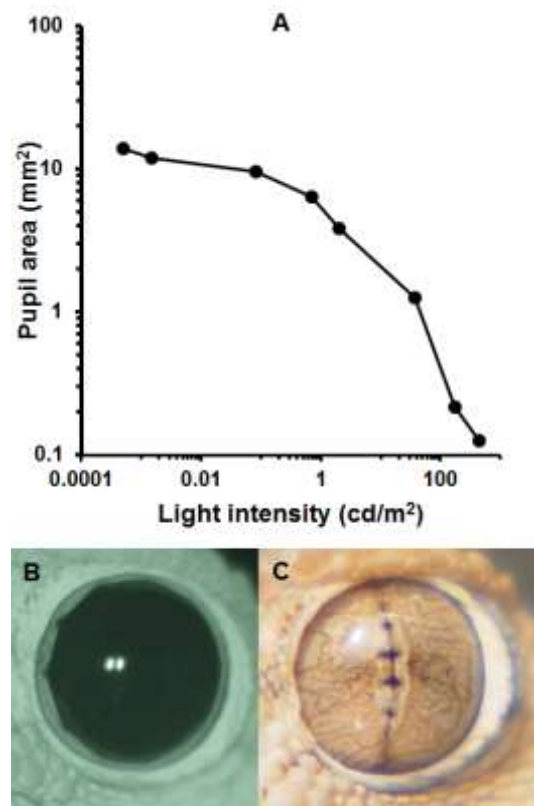 A
100
10
1
0.1
Pupil area (mm²)
0.0001 0.01 1 100
Light intensity (cd/m²)
B C